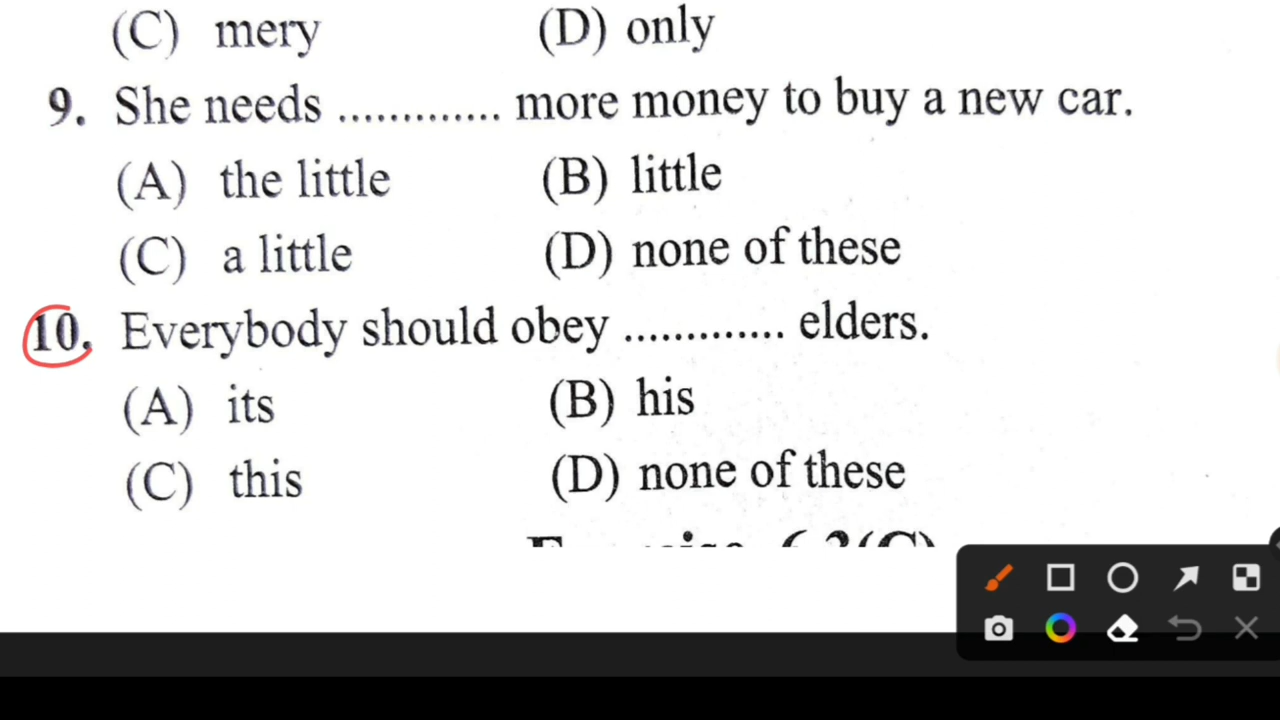 (C) mery (D) only
9. She needs ............. more money to buy a new car.
(A) the little (B) little
(C) a little (D) none of these
10. Everybody should obey ............. elders.
(A) its (B) his
(C) this (D) none of these